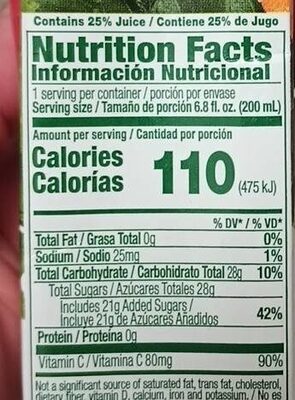 Contains 25% Juice / Contiene 25% de Jugo
Nutrition Facts
Información Nutricional
1 serving per container / porción por envase
Serving size / Tamaño de porción 6.8 fl. oz. (200 mL)
Amount per serving / Cantidad por porción
Calories
Calorías 110 (475 kJ)
% DV* / % VD*
Total Fat / Grasa Total 0g 0%
Sodium / Sodio 25mg 1%
Total Carbohydrate / Carbohidrato Total 28g 10%
Total Sugars / Azúcares Totales 28g
Includes 21g Added Sugars /
Incluye 21g de Azúcares Añadidos 42%
Protein / Proteína 0g
Vitamin C / Vitamina C 80mg 90%
Not a significant source of saturated fat, trans fat, cholesterol,
dietary fiber, vitamin D, calcium, iron and potassium. / No es